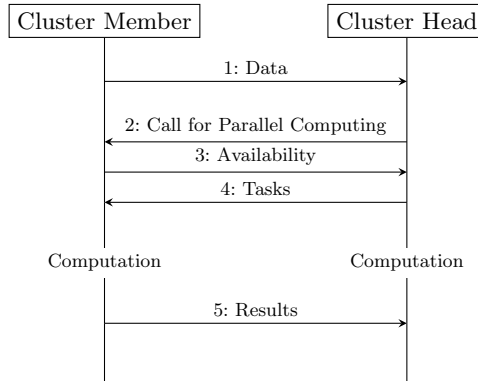 Cluster Member Cluster Head
1: Data
2: Call for Parallel Computing
3: Availability
4: Tasks
Computation Computation
5: Results